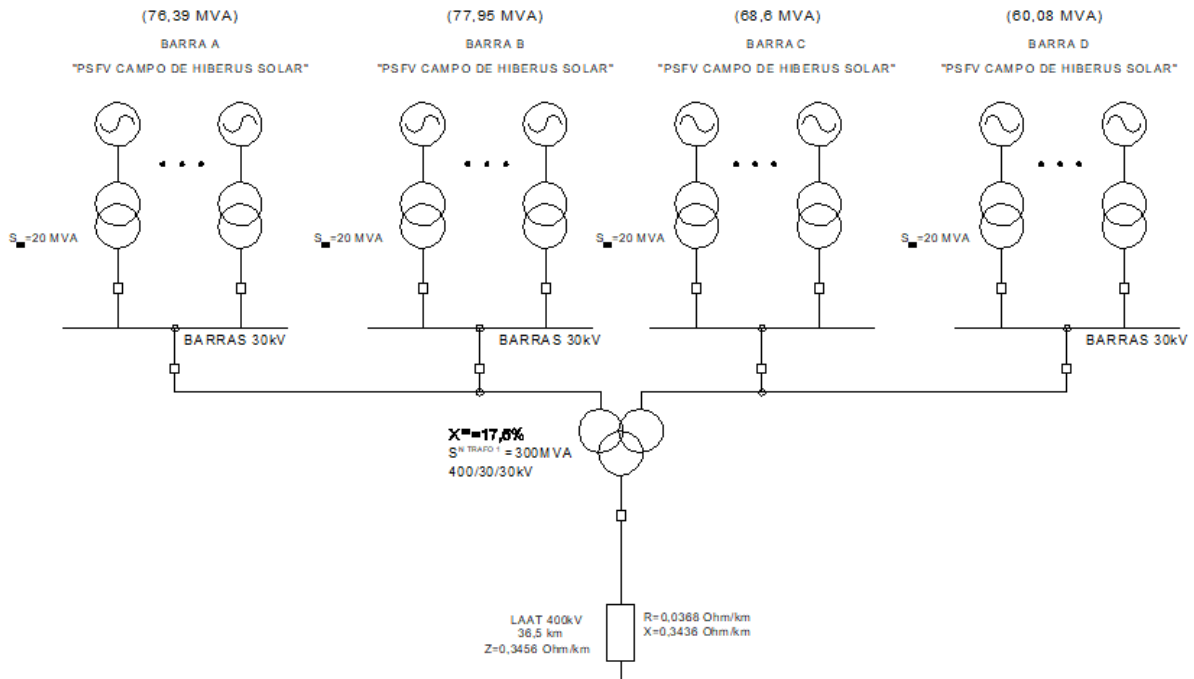 (76,39 MVA)
BARRA A
"PSFV CAMPO DE HIBERUS SOLAR"
(77,95 MVA)
BARRA B
"PSFV CAMPO DE HIBERUS SOLAR"
(68,6 MVA)
BARRA C
"PSFV CAMPO DE HIBERUS SOLAR"
(60,08 MVA)
BARRA D
"PSFV CAMPO DE HIBERUS SOLAR"
S =20 MVA
S =20 MVA
S =20 MVA
S =20 MVA
BARRAS 30kV
BARRAS 30kV
BARRAS 30kV
X =17,5%
S N TRAFO 1 = 300MVA
400/30/30kV
LAAT 400kV
36,5 km
Z=0,3456 Ohm/km
R=0,0368 Ohm/km
X=0,3436 Ohm/km